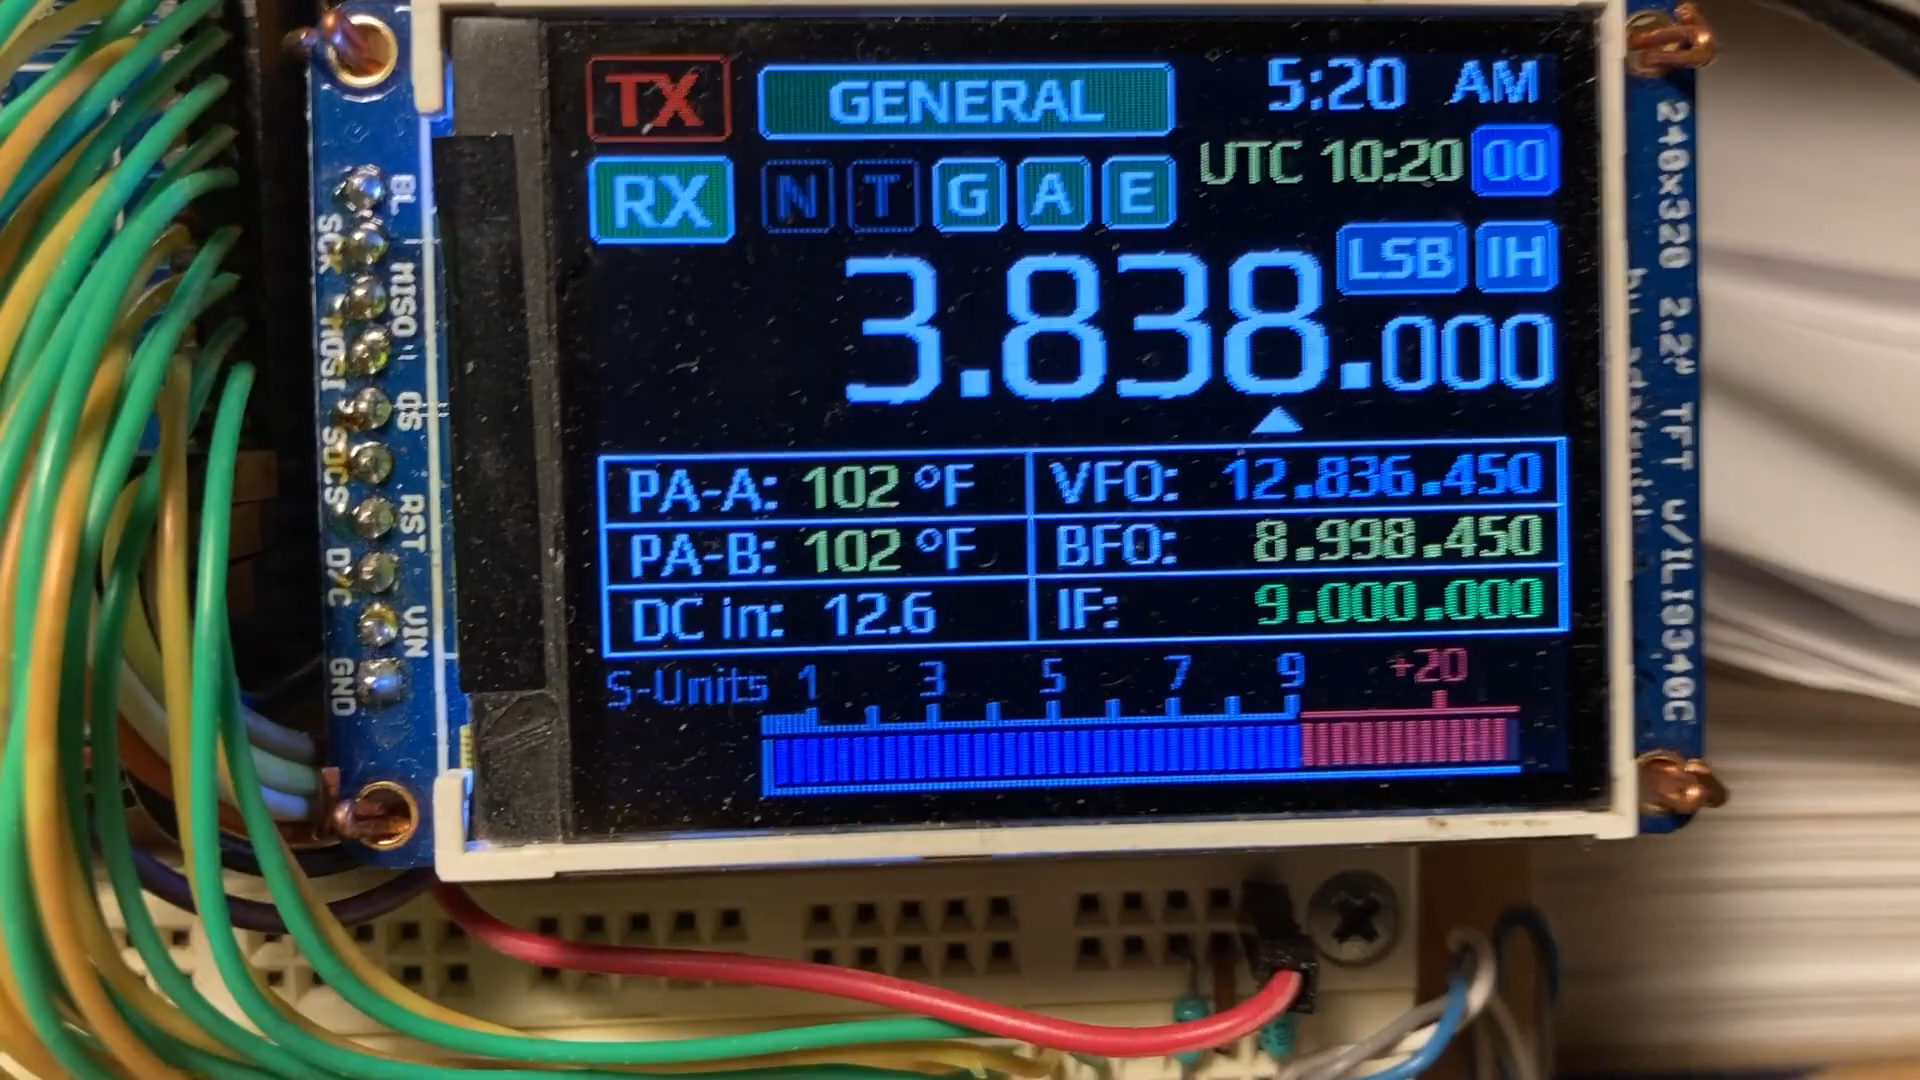 TX GENERAL 5:20 AM
UTC 10:20 00
RX N T G A E
LSB IH
3.838.000
PA-A: 102 °F VFO: 12.836.450
PA-B: 102 °F BFO: 8.998.450
DC in: 12.6 IF: 9.000.000
S-Units 1 3 5 7 9 +20
BL
SCK
MISO
MOSI
CS
SDCS
RST
D/C
VIN
GND
240x320 2.2" TFT w/ILI9340C